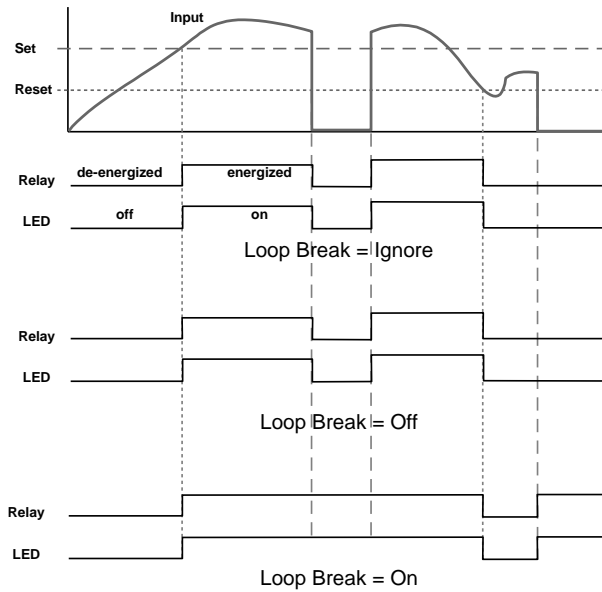 Input
Set
Reset
de-energized energized
Relay
off on
LED
Loop Break = Ignore
Relay
LED
Loop Break = Off
Relay
LED
Loop Break = On